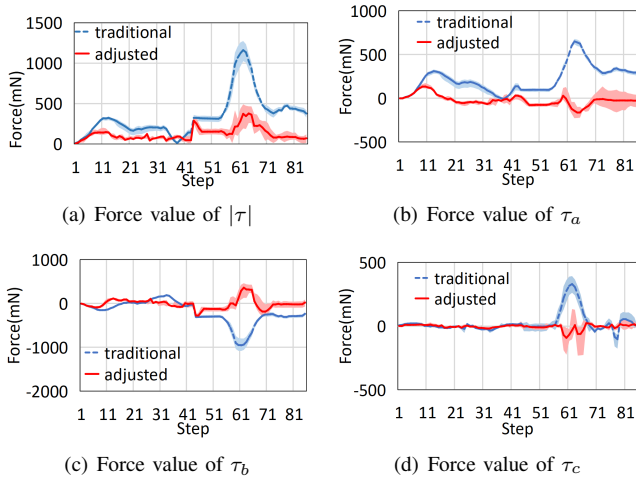 1500
1000
500
0
Force(mN)
traditional
adjusted
1 11 21 31 41 51 61 71 81
Step
(a) Force value of |τ|
1000
500
0
-500
Force(mN)
traditional
adjusted
1 11 21 31 41 51 61 71 81
Step
(b) Force value of τa
1000
0
-1000
-2000
Force(mN)
traditional
adjusted
1 11 21 31 41 51 61 71 81
Step
(c) Force value of τb
500
0
-500
Force(mN)
traditional
adjusted
1 11 21 31 41 51 61 71 81
Step
(d) Force value of τc